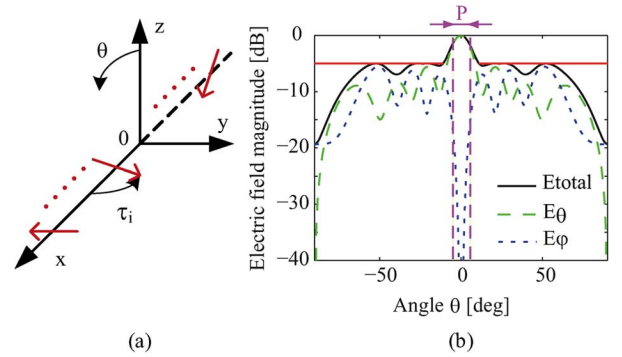 z
θ
0
y
τi
x
(a)
P
Electric field magnitude [dB]
0
−10
−20
−30
−40
Etotal
Eθ
Eφ
−50
0
50
Angle θ [deg]
(b)